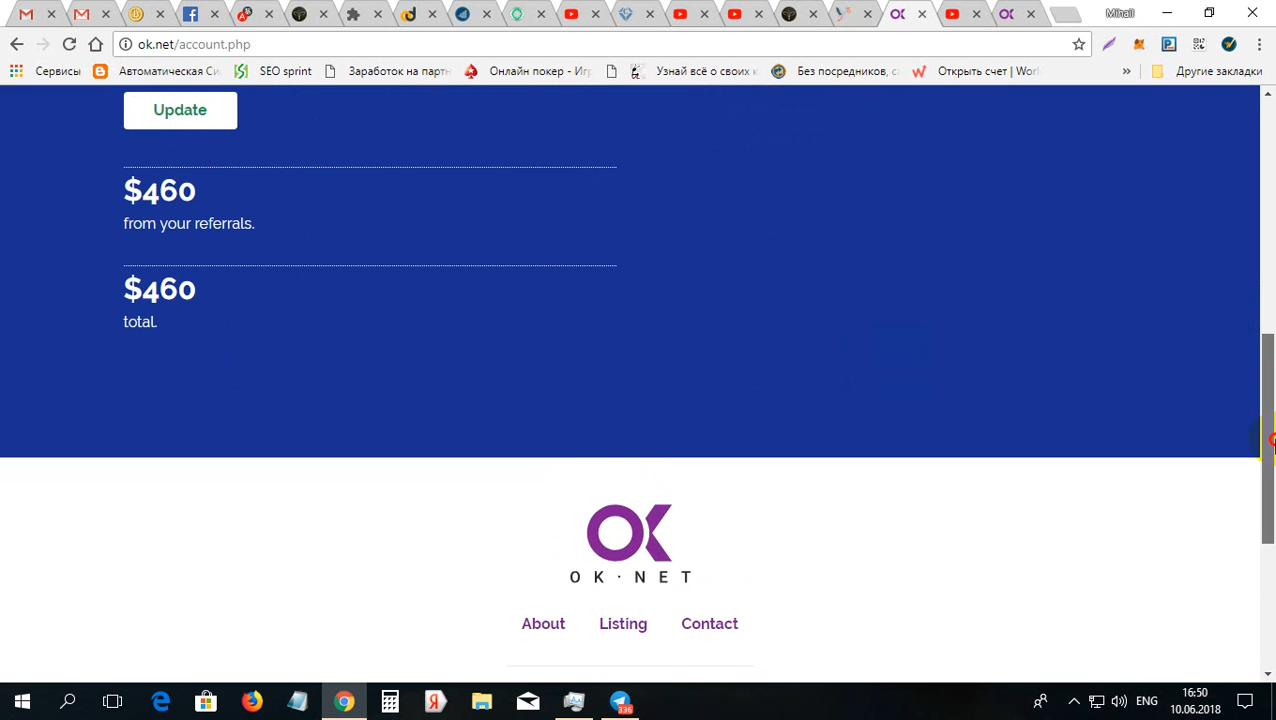 Mihail
ok.net/account.php
Сервисы
Автоматическая Си
SEO sprint
Заработок на партн
Онлайн покер - Игр
Узнай всё о своих к
Без посредников, са
Открыть счет | Worl
»
Другие закладки
Update
$460
from your referrals.
$460
total.
OK
OK·NET
About Listing Contact
336
ENG
16:50
10.06.2018